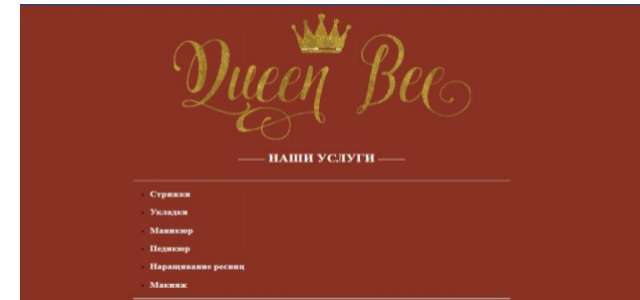 Queen Bee
НАШИ УСЛУГИ
Стрижки
Укладки
Маникюр
Педикюр
Наращивание ресниц
Макияж